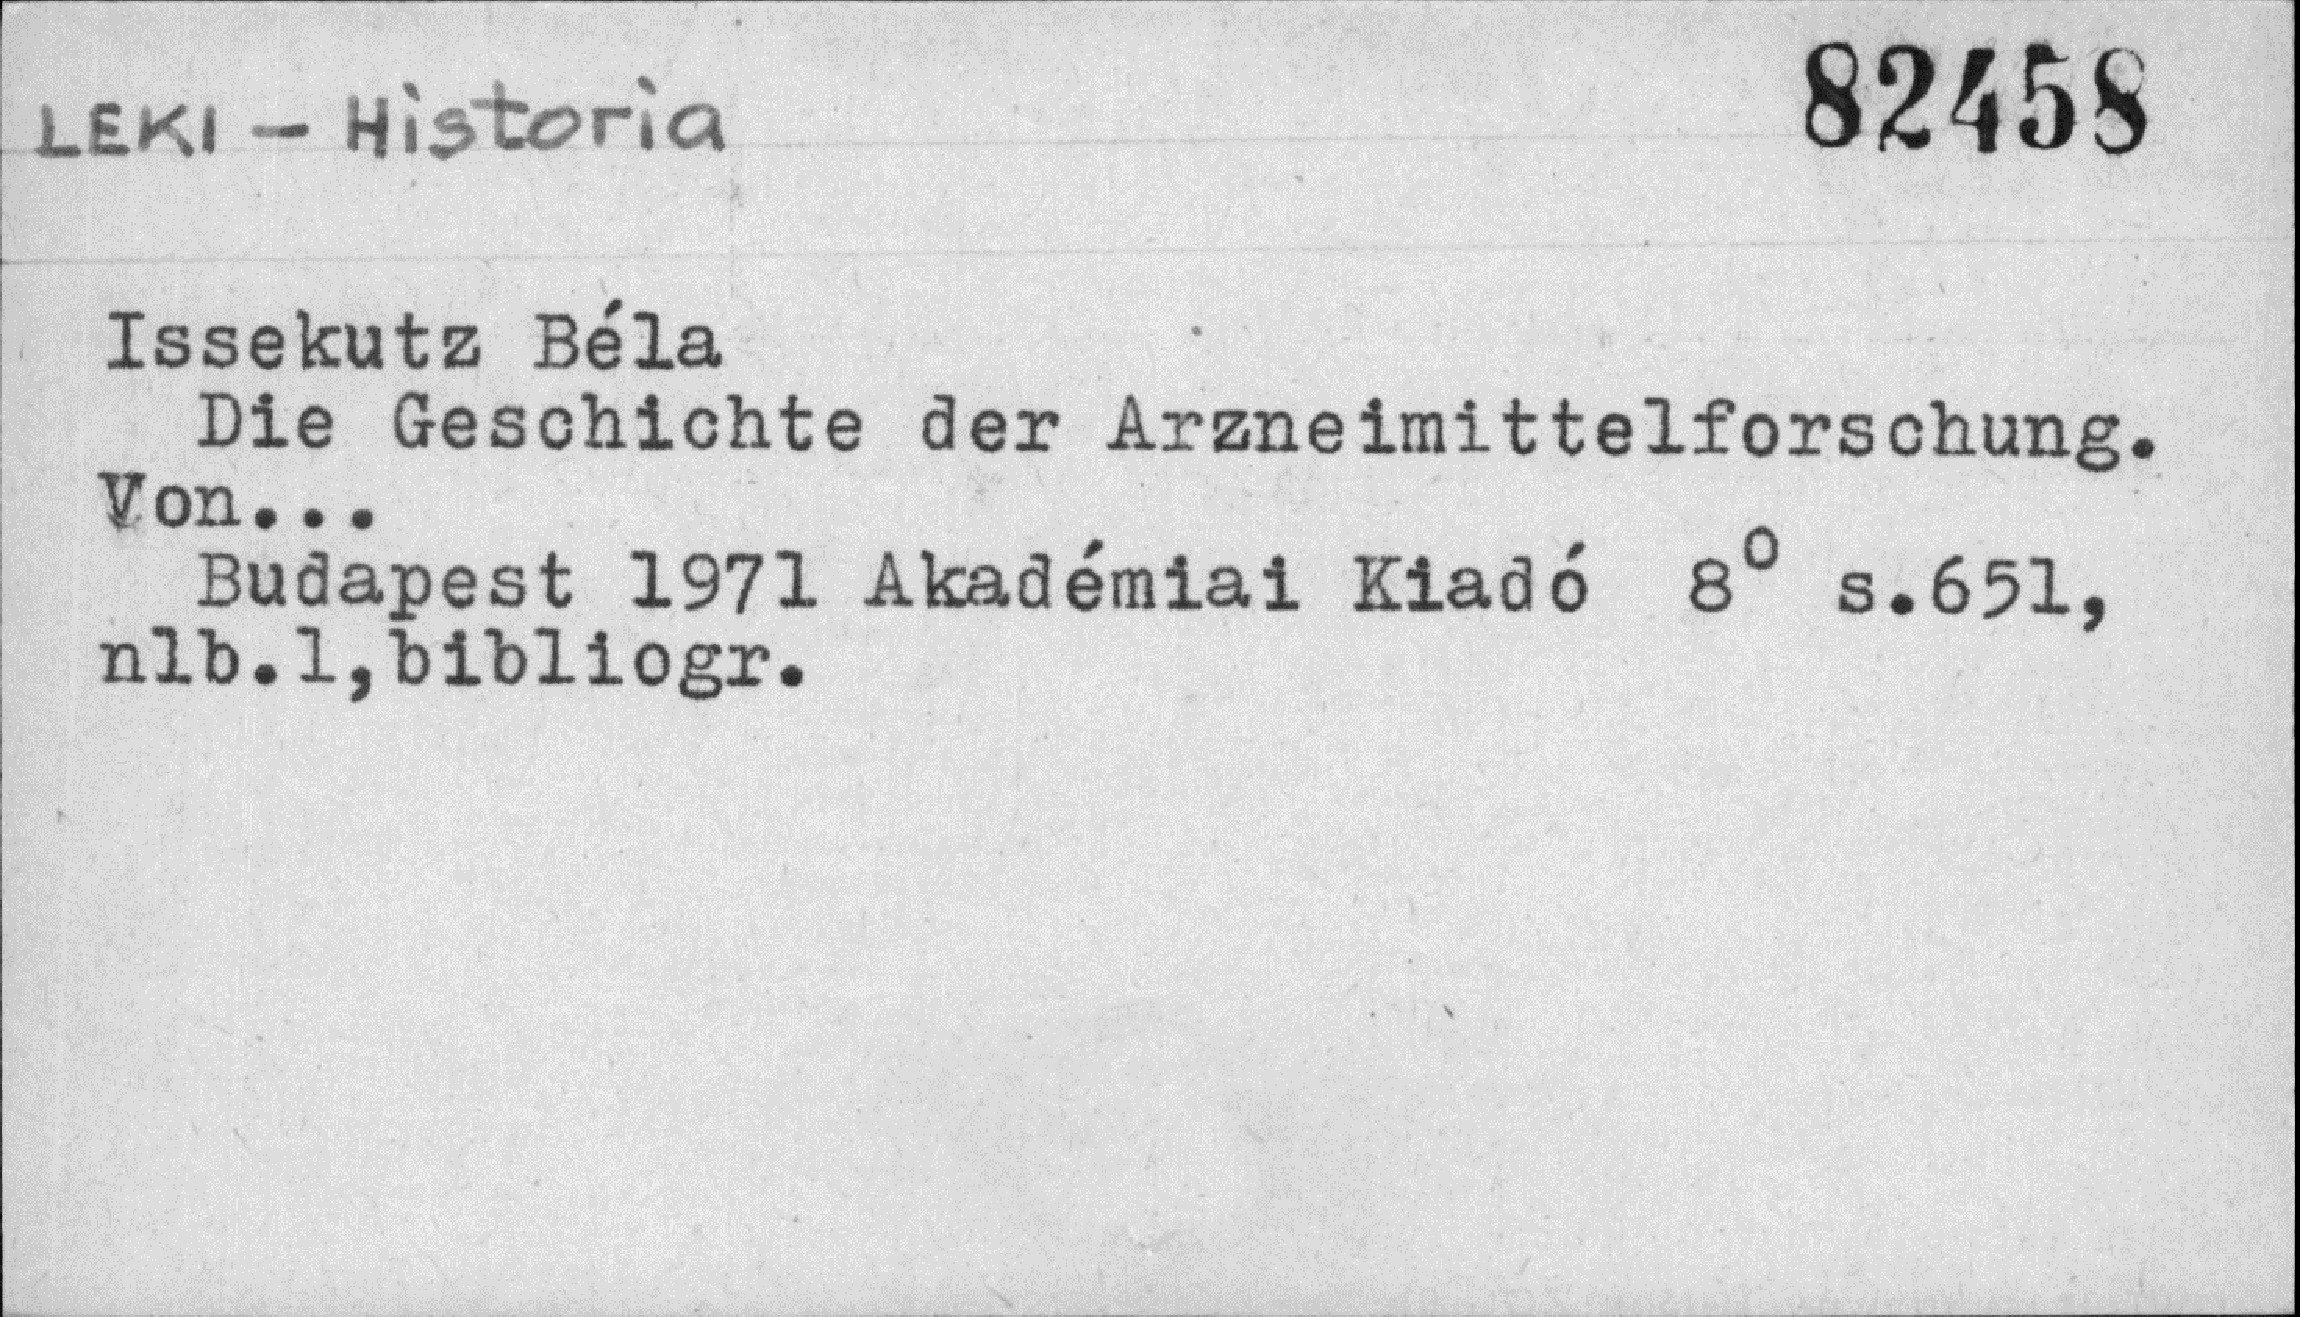 LEKI - Historia
82458
Issekutz Béla
Die Geschichte der Arzneimittelforschung.
Von...
Budapest 1971 Akadémiai Kiadó 8° s.651,
nlb.1,bibliogr.